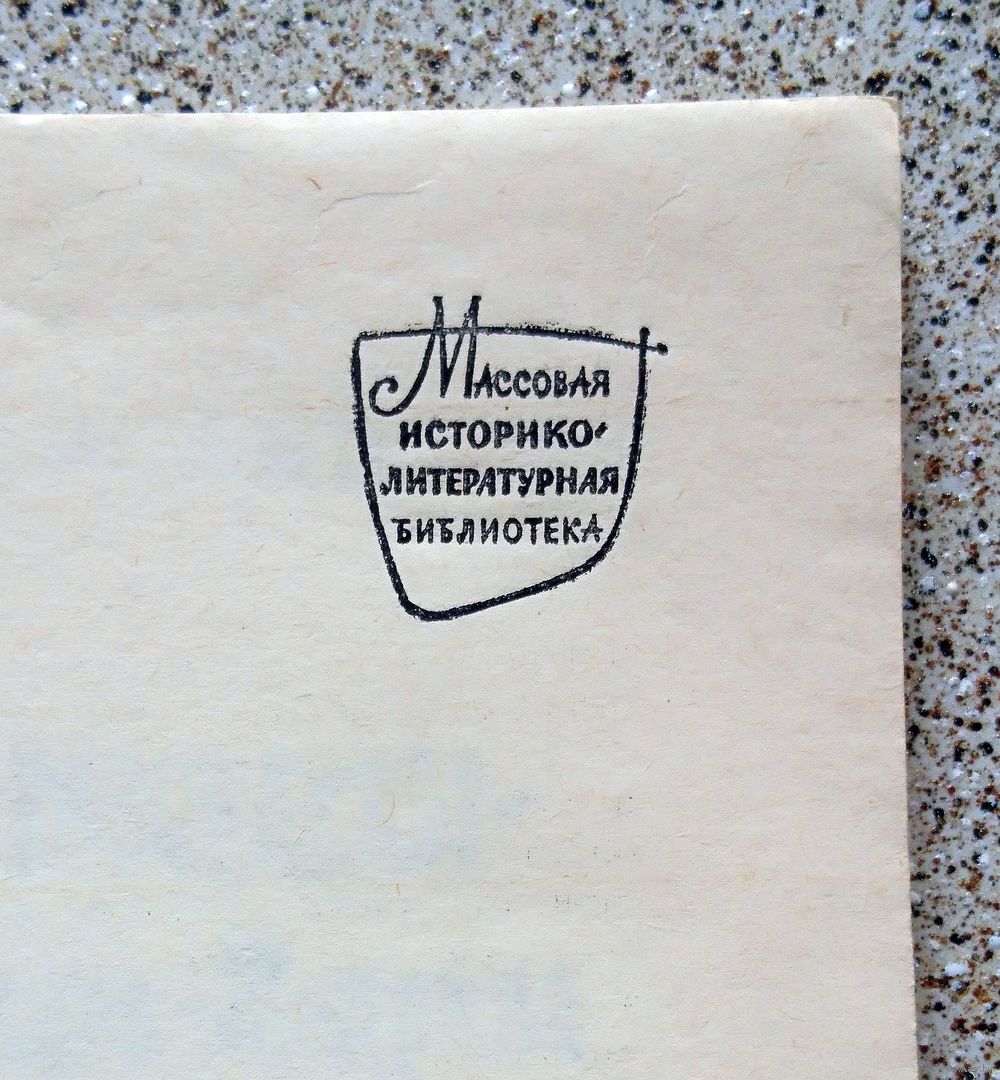 Массовая
историко-
литературная
библиотека